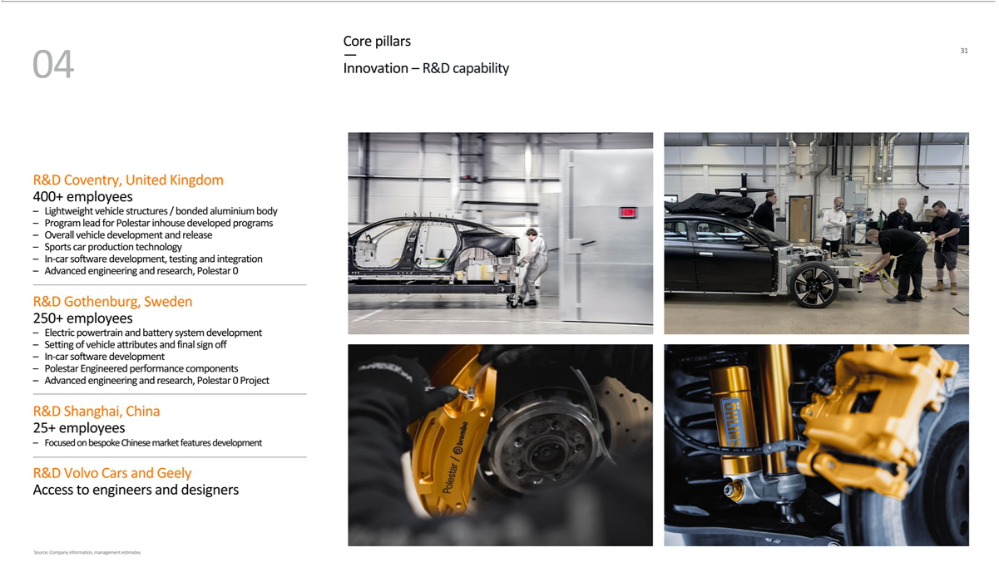 04
Core pillars
—
Innovation – R&D capability
31
R&D Coventry, United Kingdom
400+ employees
– Lightweight vehicle structures / bonded aluminium body
– Program lead for Polestar inhouse developed programs
– Overall vehicle development and release
– Sports car production technology
– In-car software development, testing and integration
– Advanced engineering and research, Polestar 0
R&D Gothenburg, Sweden
250+ employees
– Electric powertrain and battery system development
– Setting of vehicle attributes and final sign off
– In-car software development
– Polestar Engineered performance components
– Advanced engineering and research, Polestar 0 Project
R&D Shanghai, China
25+ employees
– Focused on bespoke Chinese market features development
R&D Volvo Cars and Geely
Access to engineers and designers
Polestar / brembo
ÖHLINS
Source: Company information, management estimates.